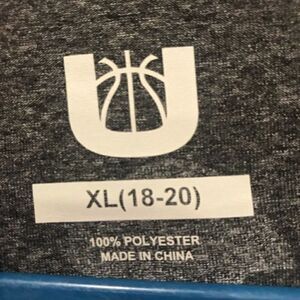 U
XL(18-20)
100% POLYESTER
MADE IN CHINA